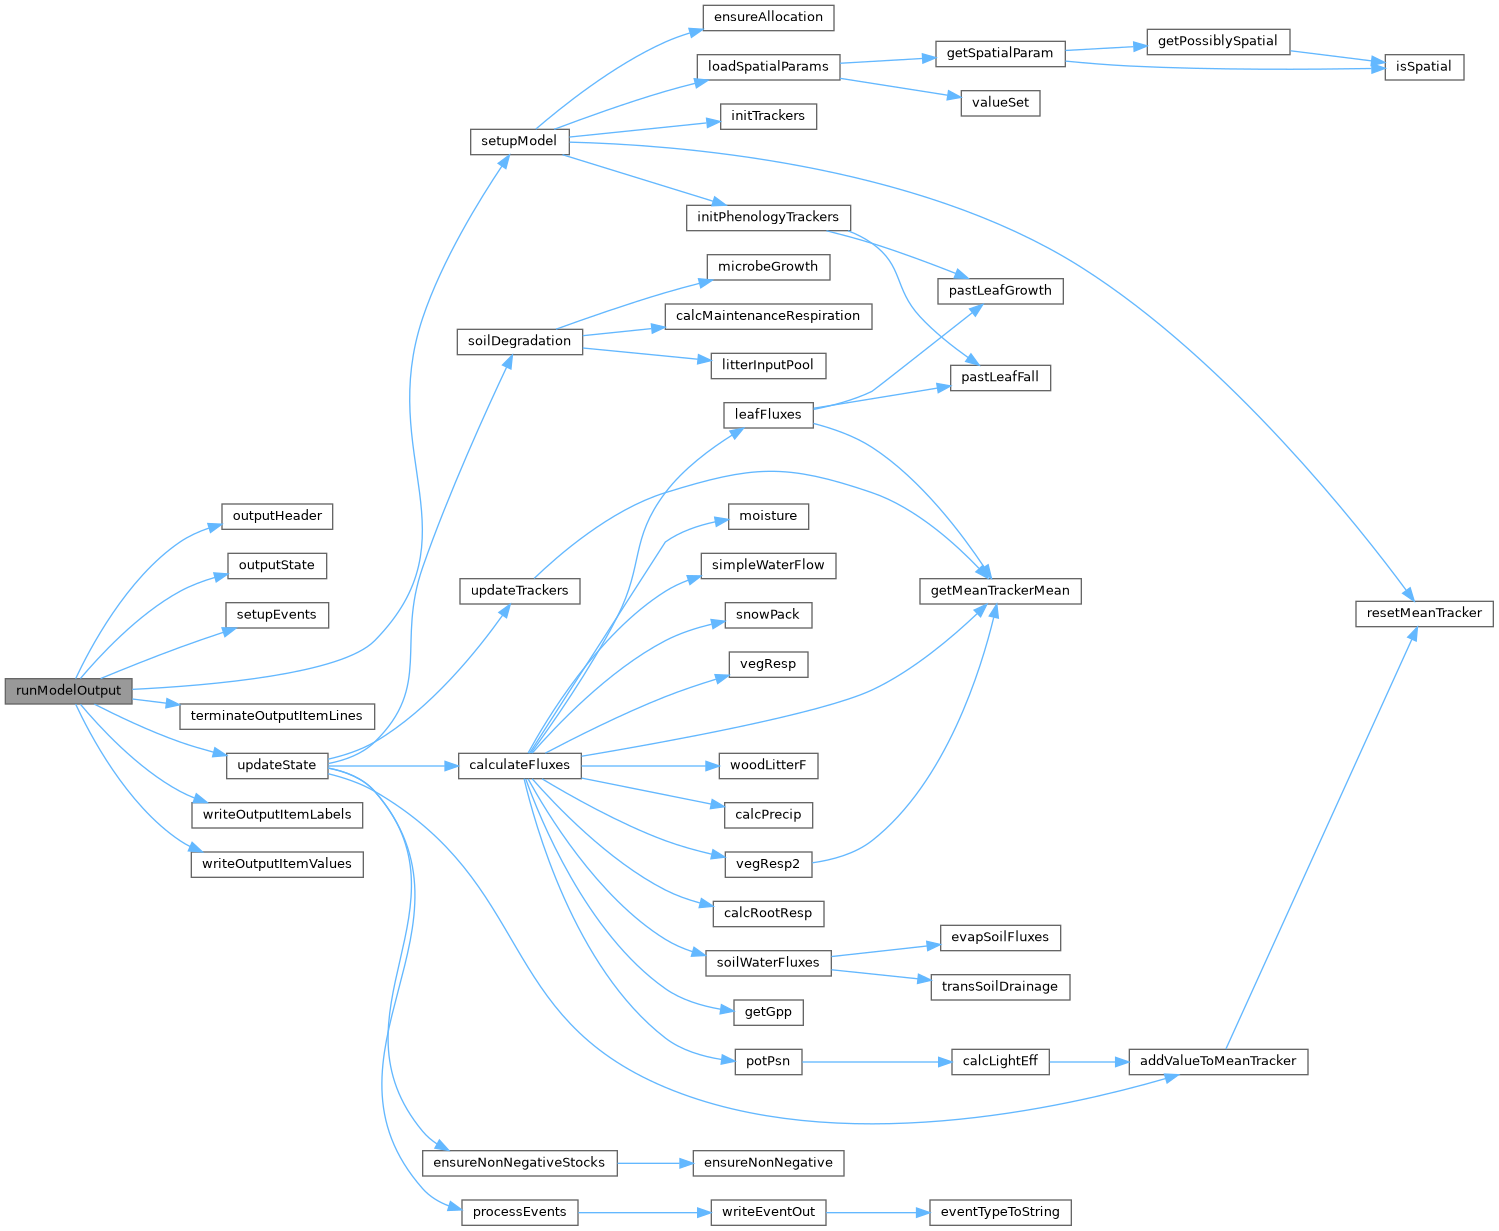 ensureAllocation
getPossiblySpatial
getSpatialParam
loadSpatialParams
isSpatial
valueSet
initTrackers
setupModel
initPhenologyTrackers
microbeGrowth
pastLeafGrowth
calcMaintenanceRespiration
soilDegradation
litterInputPool
pastLeafFall
leafFluxes
outputHeader
moisture
outputState
simpleWaterFlow
updateTrackers
getMeanTrackerMean
setupEvents
snowPack
resetMeanTracker
vegResp
runModelOutput
terminateOutputItemLines
updateState
calculateFluxes
woodLitterF
writeOutputItemLabels
calcPrecip
writeOutputItemValues
vegResp2
calcRootResp
evapSoilFluxes
soilWaterFluxes
transSoilDrainage
getGpp
potPsn
calcLightEff
addValueToMeanTracker
ensureNonNegativeStocks
ensureNonNegative
processEvents
writeEventOut
eventTypeToString